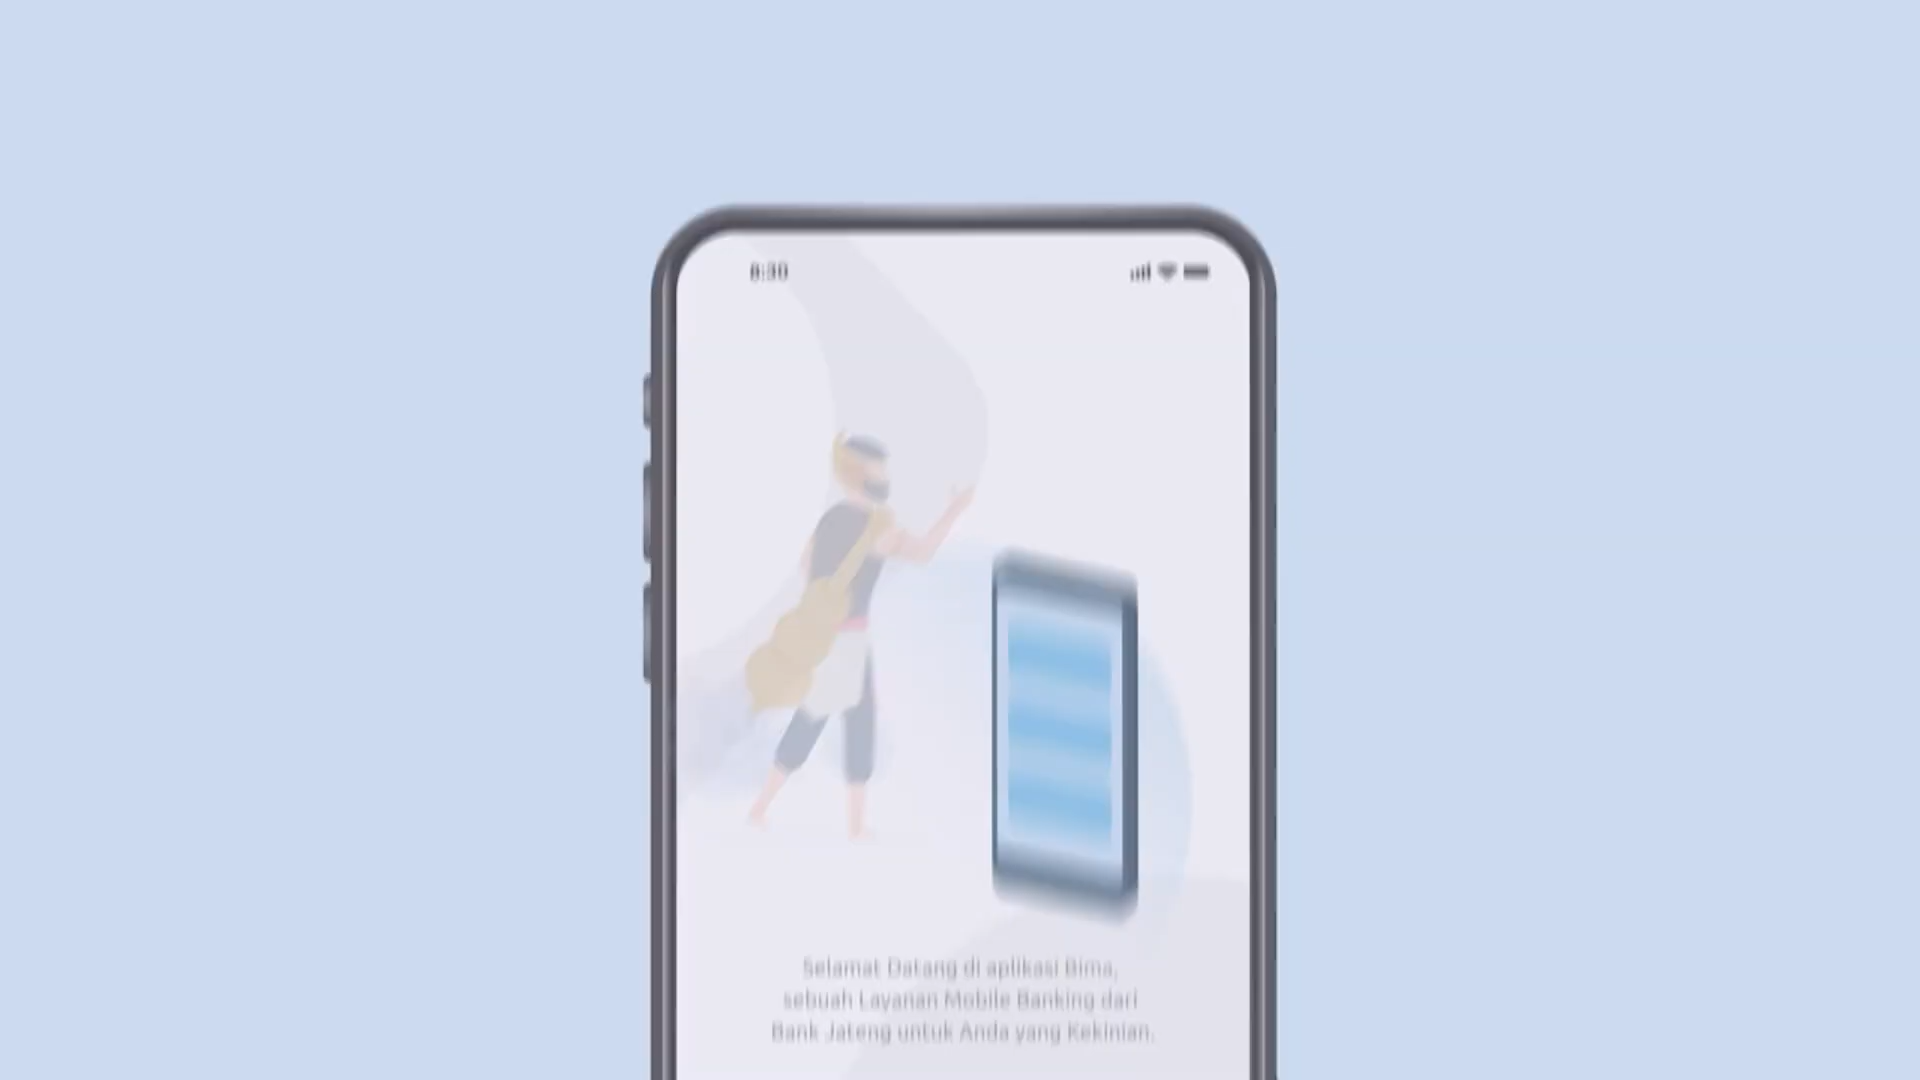 8:30
Selamat Datang di aplikasi Bima,
sebuah Layanan Mobile Banking dari
Bank Jateng untuk Anda yang Kekinian.